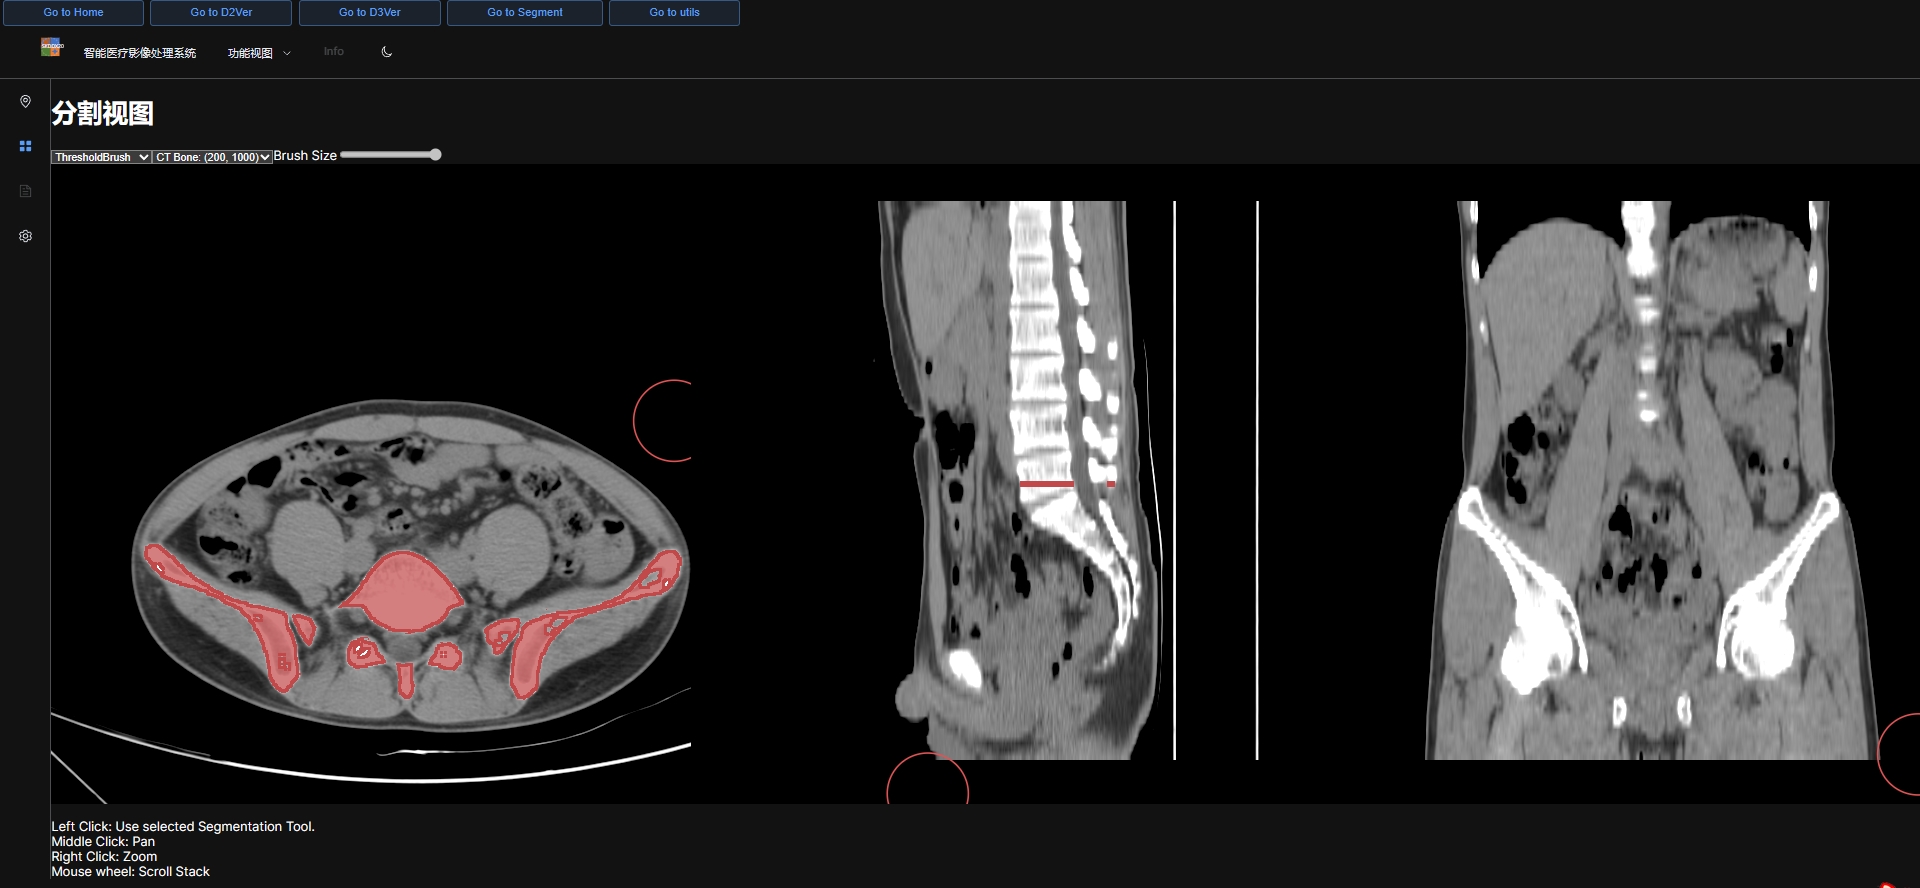 Go to Home Go to D2Ver Go to D3Ver Go to Segment Go to utils
智能医疗影像处理系统 功能视图 Info
分割视图
ThresholdBrush CT Bone: (200, 1000) Brush Size
Left Click: Use selected Segmentation Tool.
Middle Click: Pan
Right Click: Zoom
Mouse wheel: Scroll Stack